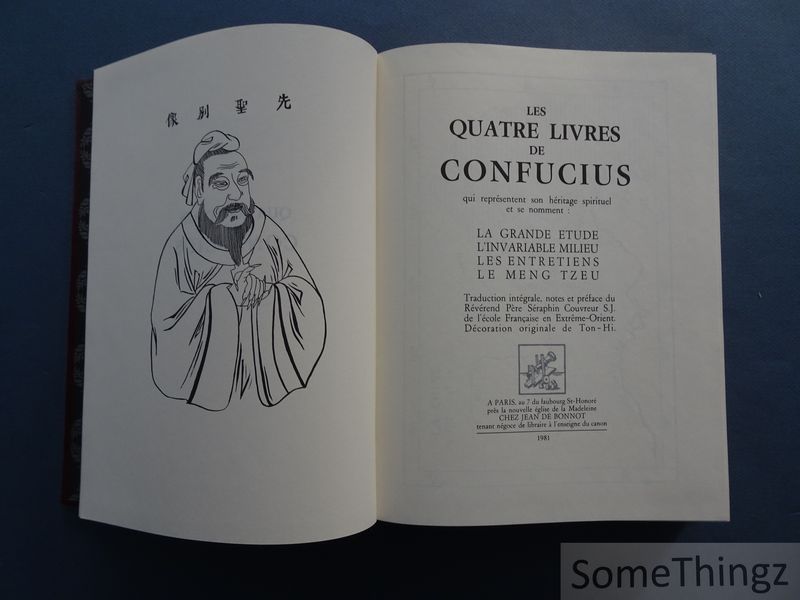 像別聖先
LES
QUATRE LIVRES
DE
CONFUCIUS
qui représentent son héritage spirituel
et se nomment :
LA GRANDE ETUDE
L'INVARIABLE MILIEU
LES ENTRETIENS
LE MENG TZEU
Traduction intégrale, notes et préface du
Révérend Père Séraphin Couvreur S.J.
de l'école Française en Extrême-Orient.
Décoration originale de Ton-Hi.
A PARIS, au 7 du faubourg St-Honoré
près la nouvelle église de la Madeleine
CHEZ JEAN DE BONNOT
tenant négoce de libraire à l'enseigne du canon
1981
SomeThingz